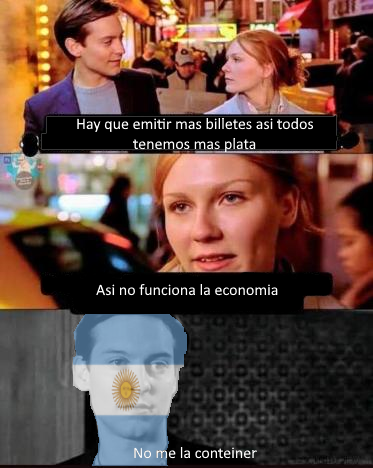 Hay que emitir mas billetes asi todos
tenemos mas plata
Asi no funciona la economia
No me la conteiner